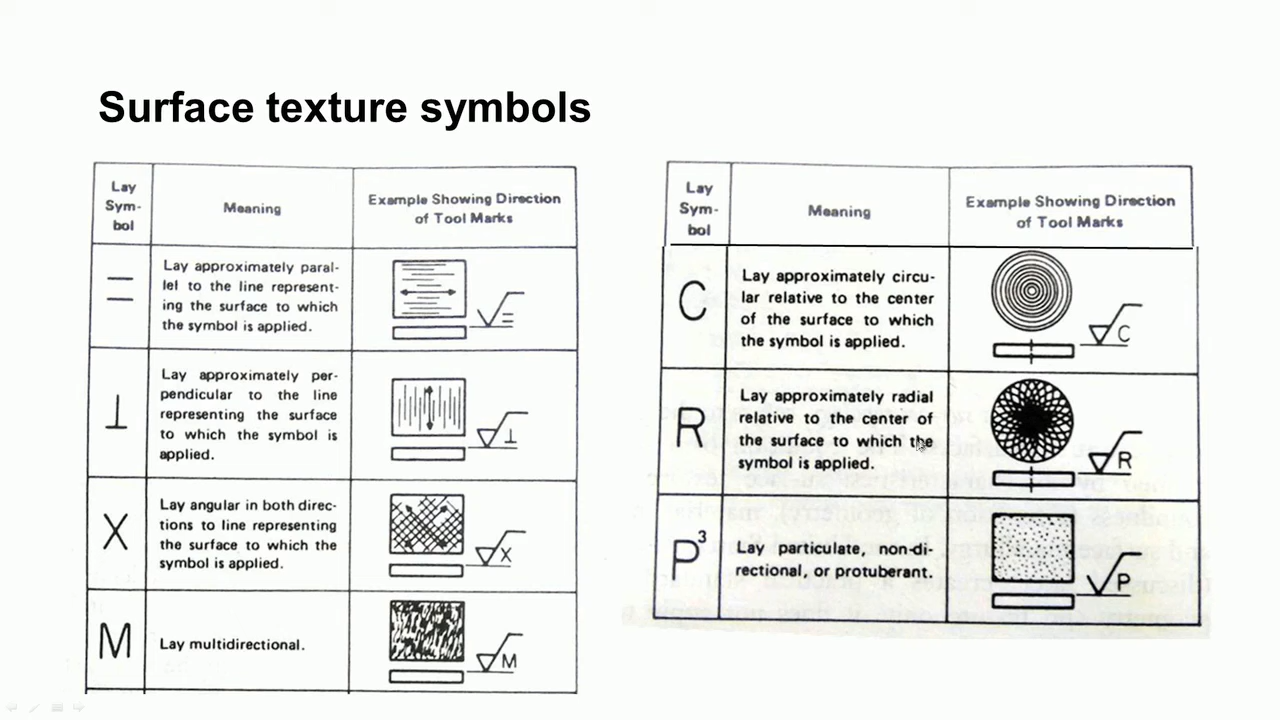 Surface texture symbols
Lay
Sym-
bol
Meaning
Example Showing Direction
of Tool Marks
=
Lay approximately paral-
lel to the line represent-
ing the surface to which
the symbol is applied.
=
⊥
Lay approximately per-
pendicular to the line
representing the surface
to which the symbol is
applied.
⊥
X
Lay angular in both direc-
tions to line representing
the surface to which the
symbol is applied.
X
M
Lay multidirectional.
M
Lay
Sym-
bol
Meaning
Example Showing Direction
of Tool Marks
C
Lay approximately circu-
lar relative to the center
of the surface to which
the symbol is applied.
C
R
Lay approximately radial
relative to the center of
the surface to which the
symbol is applied.
R
P³
Lay particulate, non-di-
rectional, or protuberant.
P